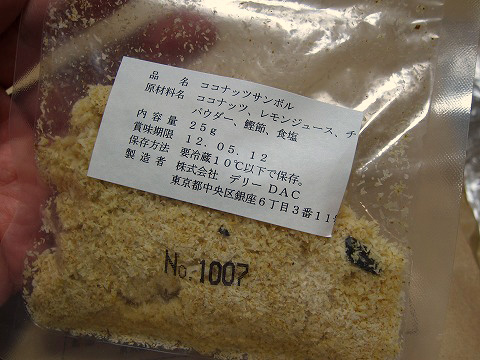 品　　名　ココナッツサンボル
原材料名　ココナッツ、レモンジュース、チ
パウダー、鰹節、食塩
内 容 量　２５ｇ
賞味期限　１２．０５．１２
保存方法　要冷蔵１０℃以下で保存。
製 造 者　株式会社　デリーＤＡＣ
東京都中央区銀座６丁目３番１１号
No.1007